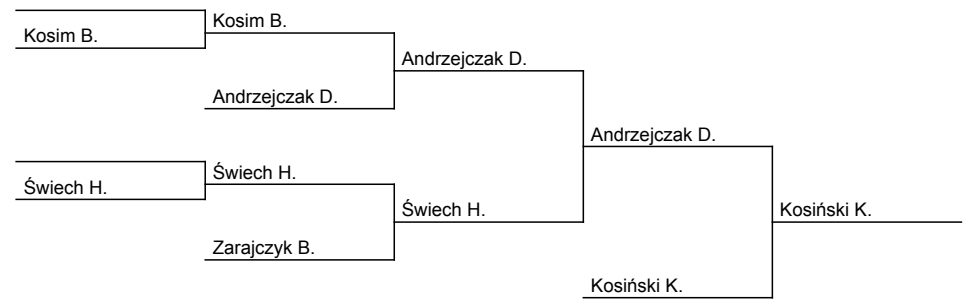 Kosim B.
Kosim B.
Andrzejczak D.
Andrzejczak D.
Andrzejczak D.
Świech H.
Świech H.
Świech H.
Kosiński K.
Zarajczyk B.
Kosiński K.